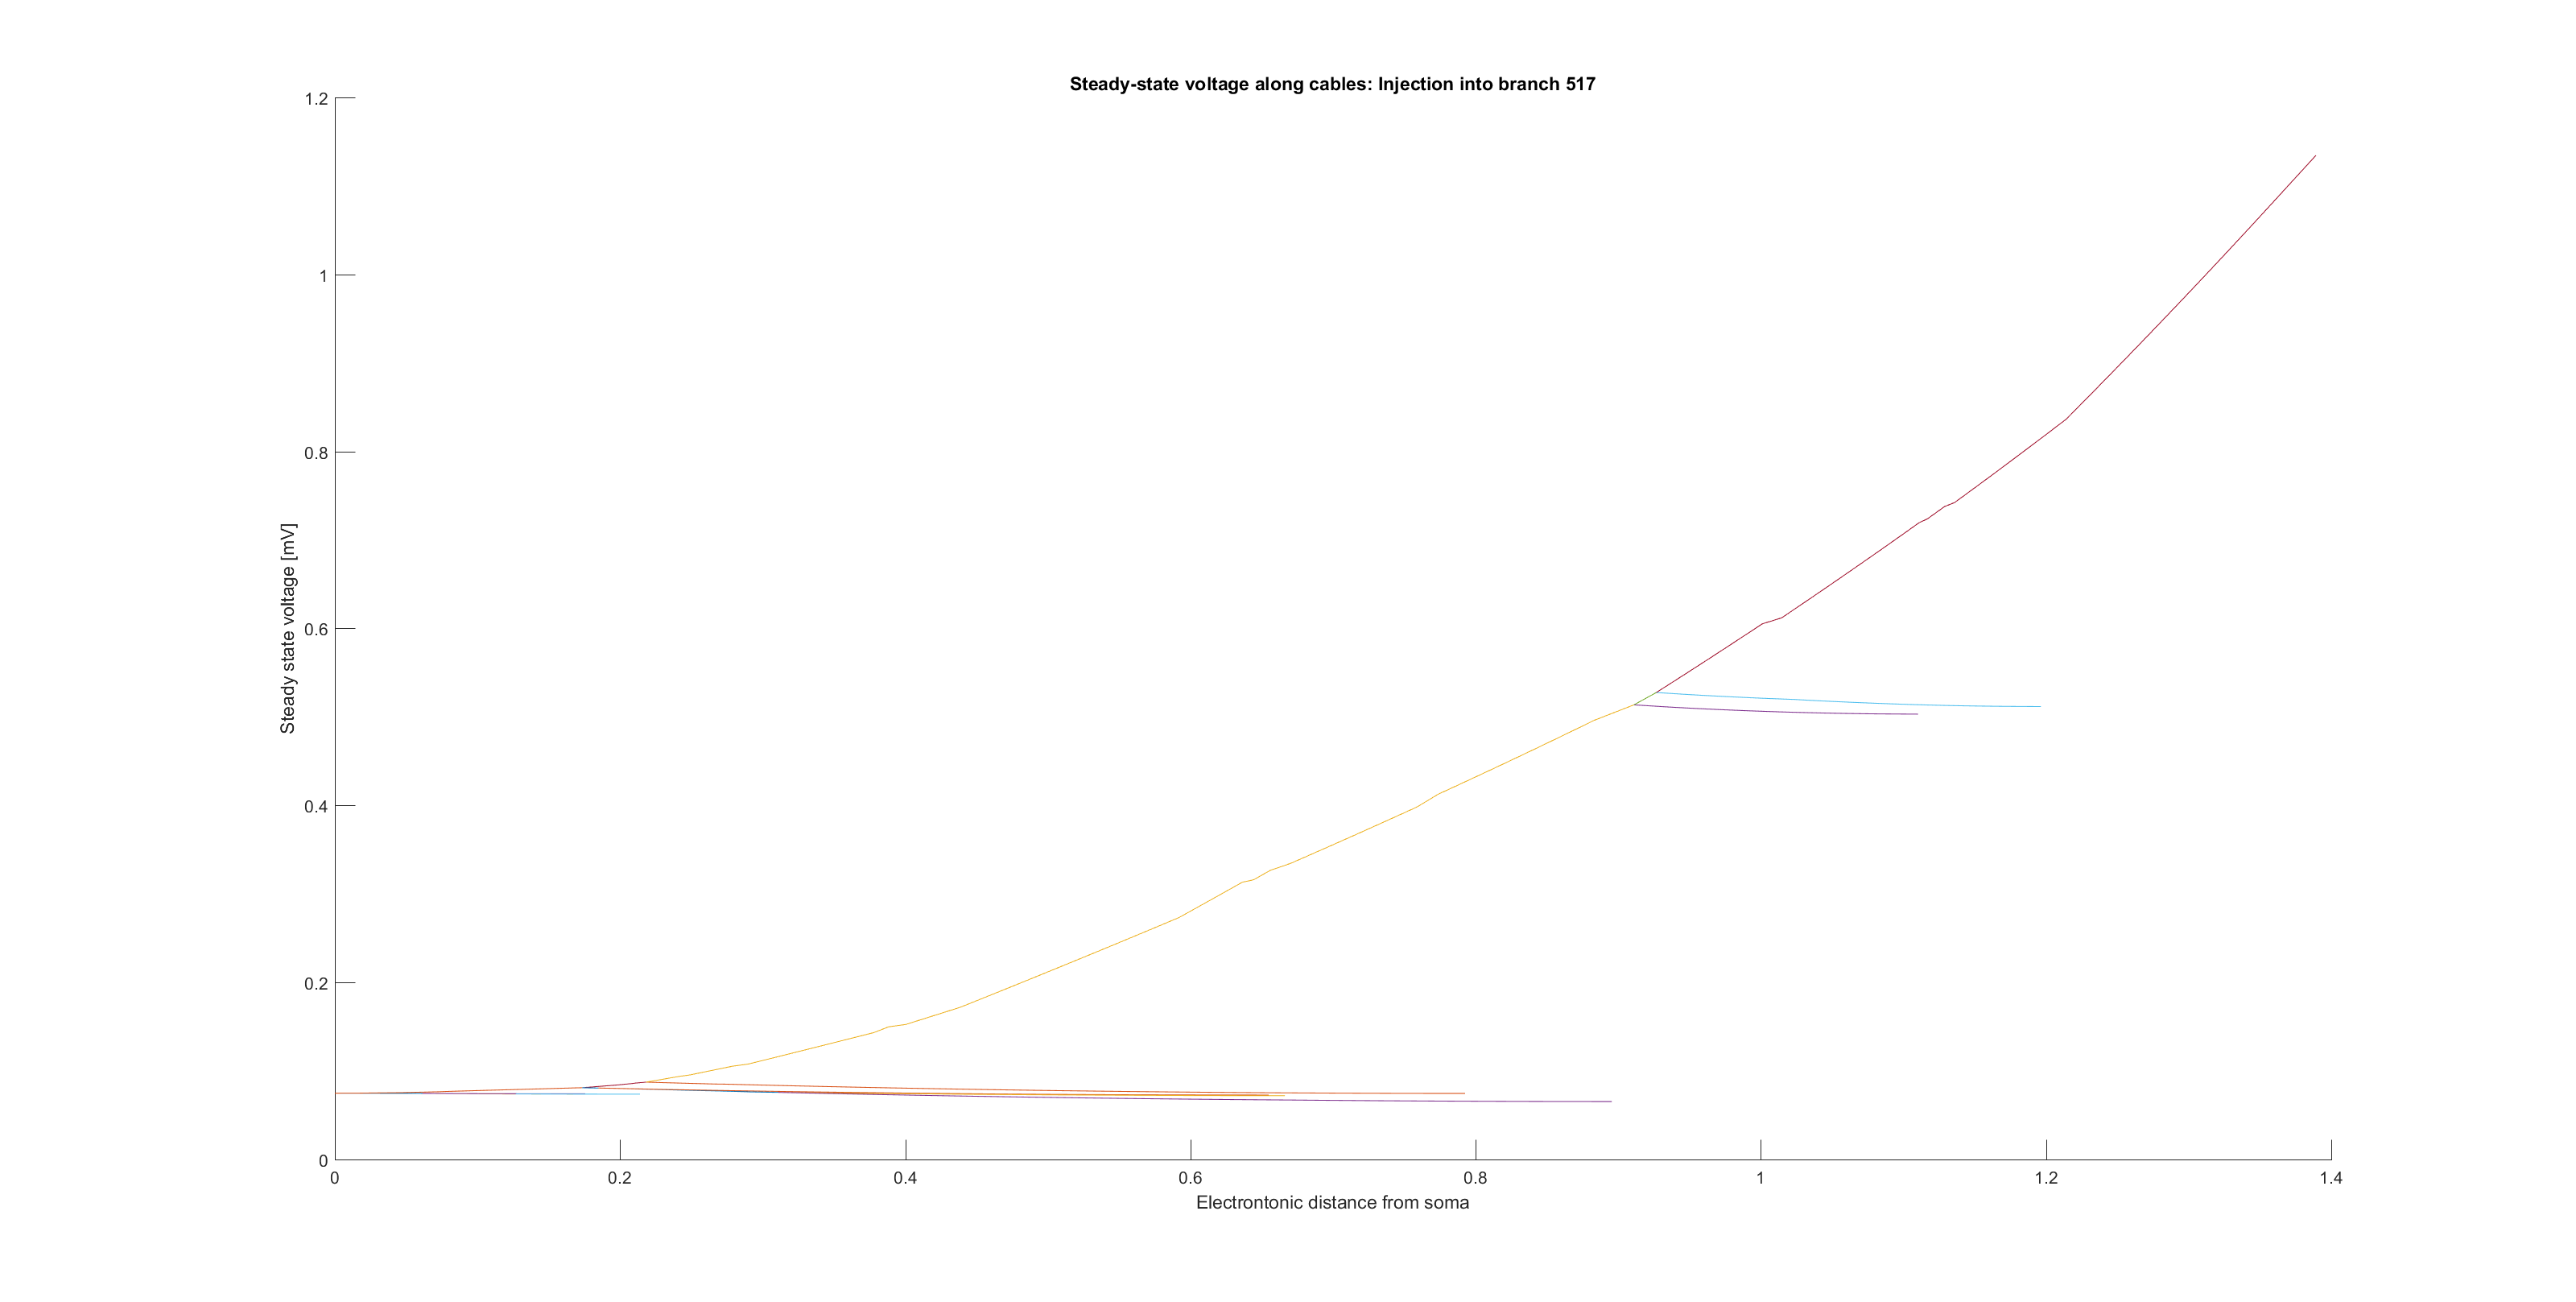 Steady-state voltage along cables: Injection into branch 517
1.2
1
0.8
0.6
0.4
0.2
0
Steady state voltage [mV]
0 0.2 0.4 0.6 0.8 1 1.2 1.4
Electrontonic distance from soma